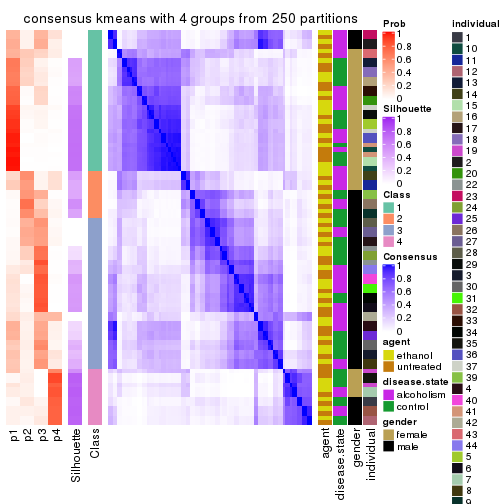 consensus kmeans with 4 groups from 250 partitions
p1
p2
p3
p4
Silhouette
Class
agent
disease.state
gender
individual
Prob
1
0.8
0.6
0.4
0.2
0
Silhouette
1
0.8
0.6
0.4
0.2
0
Class
1
2
3
4
Consensus
1
0.8
0.6
0.4
0.2
0
agent
ethanol
untreated
disease.state
alcoholism
control
gender
female
male
individual
1
10
11
12
13
14
15
16
17
18
19
2
20
22
23
24
25
26
27
28
29
3
30
31
32
33
34
35
36
37
39
4
40
41
42
43
44
5
6
7
8
9